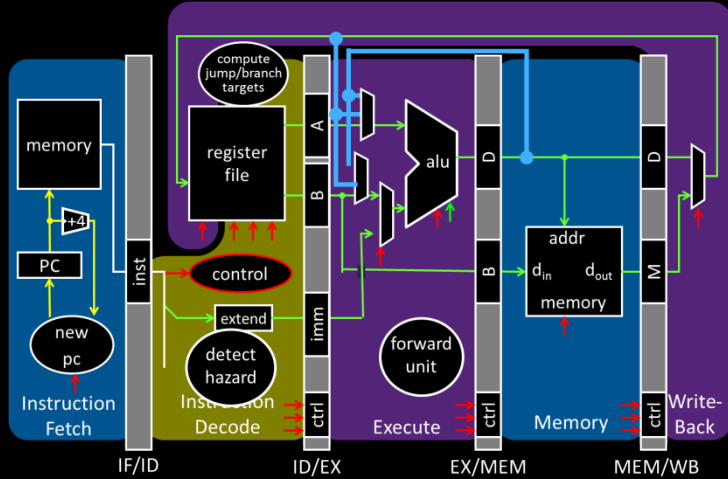 compute
jump/branch
targets
memory
register
file
A
B
alu
D
D
+4
addr
PC
inst
control
B
d_in
d_out
M
memory
extend
imm
new
pc
detect
hazard
forward
unit
Instruction
Fetch
Instruction
Decode
ctrl
Execute
ctrl
Memory
ctrl
Write-
Back
IF/ID
ID/EX
EX/MEM
MEM/WB